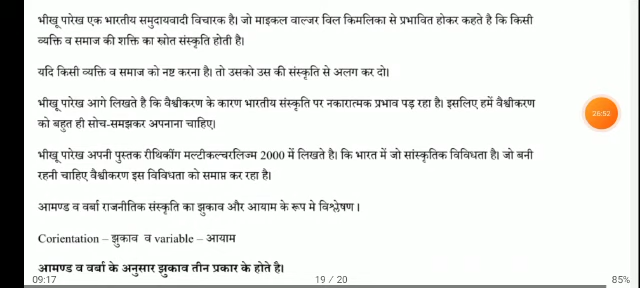 भीखू पारेख एक भारतीय समुदायवादी विचारक है। जो माइकल वाल्जर विल किमलिका से प्रभावित होकर कहते है कि किसी
व्यक्ति व समाज की शक्ति का स्रोत संस्कृति होती है।
यदि किसी व्यक्ति व समाज को नष्ट करना है। तो उसको उस की संस्कृति से अलग कर दो।
भीखू पारेख आगे लिखते है कि वैश्वीकरण के कारण भारतीय संस्कृति पर नकारात्मक प्रभाव पड़ रहा है। इसलिए हमें वैश्वीकरण
को बहुत ही सोच-समझकर अपनाना चाहिए।
28:52
भीखू पारेख अपनी पुस्तक रीथिकींग मल्टीकल्चरलिज्म 2000 में लिखते है। कि भारत में जो सांस्कृतिक विविधता है। जो बनी
रहनी चाहिए वैश्वीकरण इस विविधता को समाप्त कर रहा है।
आमण्ड व वर्बा राजनीतिक संस्कृति का झुकाव और आयाम के रूप मे विश्लेषण ।
Corientation – झुकाव व variable – आयाम
आमण्ड व वर्बा के अनुसार झुकाव तीन प्रकार के होते है।
09:17 19 / 20 85%